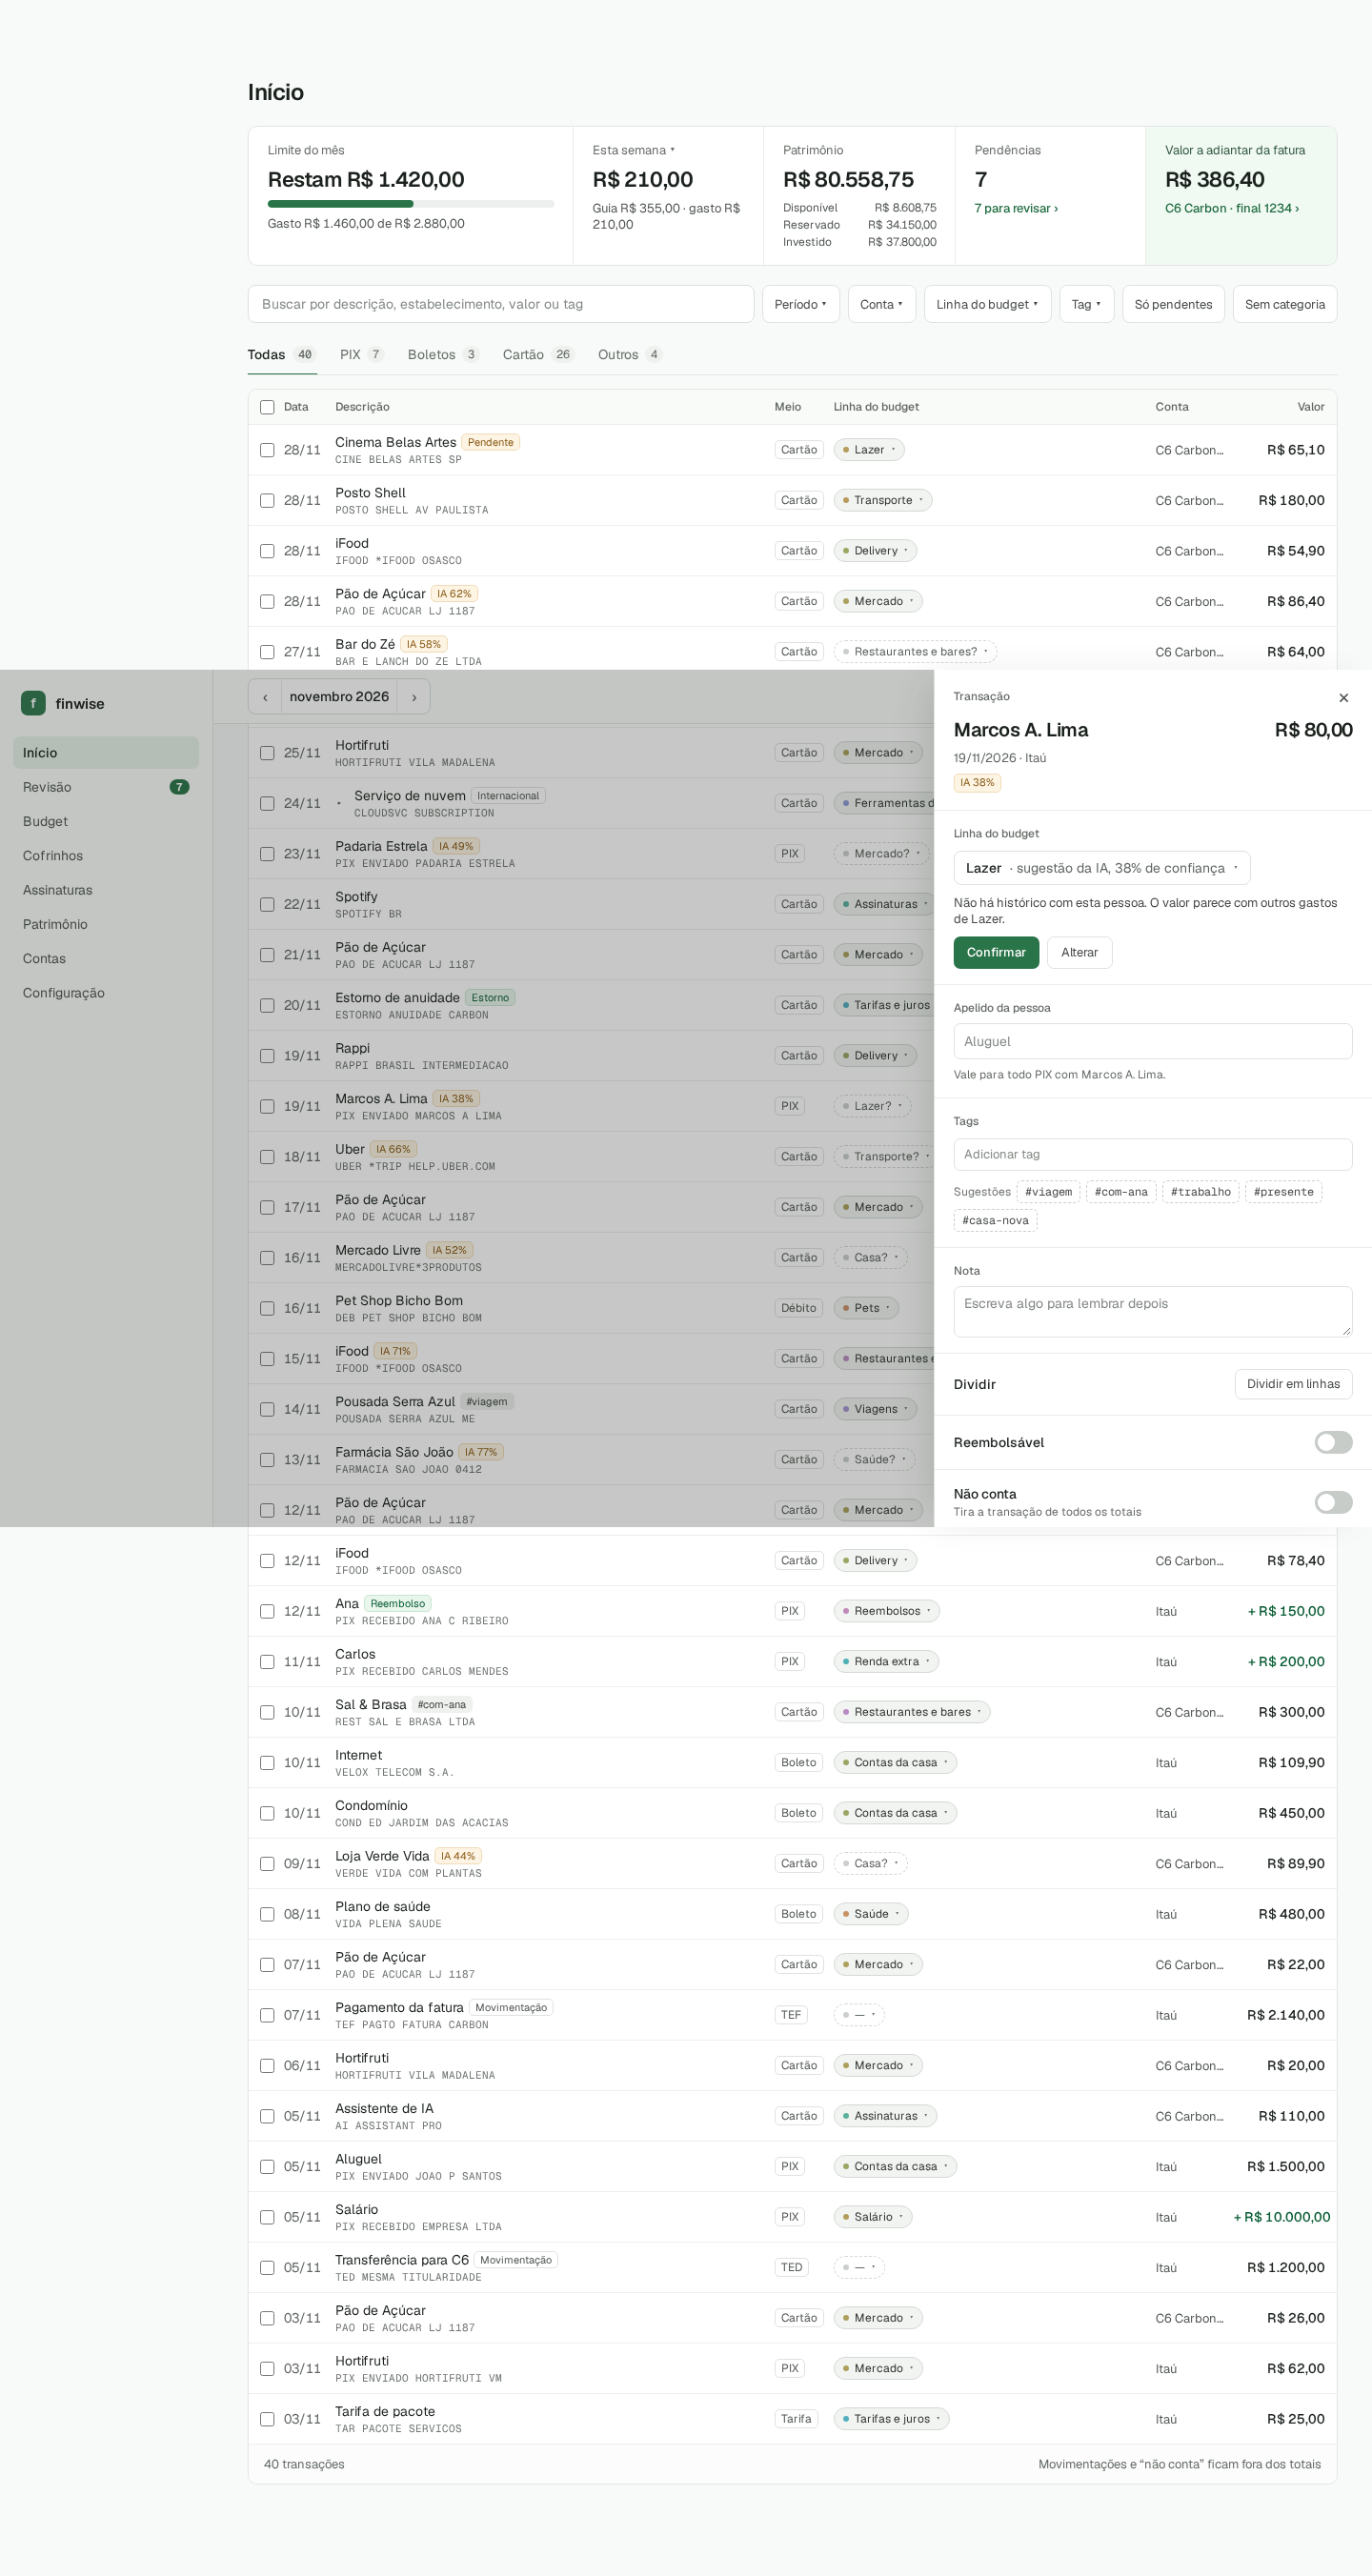 Início
Limite do mês
Restam R$ 1.420,00
Gasto R$ 1.460,00 de R$ 2.880,00
Esta semana
R$ 210,00
Guia R$ 355,00 · gasto R$
210,00
Patrimônio
R$ 80.558,75
Disponível R$ 8.608,75
Reservado R$ 34.150,00
Investido R$ 37.800,00
Pendências
7
7 para revisar ›
Valor a adiantar da fatura
R$ 386,40
C6 Carbon · final 1234 ›
Buscar por descrição, estabelecimento, valor ou tag
Período Conta Linha do budget Tag Só pendentes Sem categoria
Todas 40 PIX 7 Boletos 3 Cartão 26 Outros 4
Data Descrição Meio Linha do budget Conta Valor
28/11 Cinema Belas Artes Pendente Cartão Lazer C6 Carbon… R$ 65,10
CINE BELAS ARTES SP
28/11 Posto Shell Cartão Transporte C6 Carbon… R$ 180,00
POSTO SHELL AV PAULISTA
28/11 iFood Cartão Delivery C6 Carbon… R$ 54,90
IFOOD *IFOOD OSASCO
28/11 Pão de Açúcar IA 62% Cartão Mercado C6 Carbon… R$ 86,40
PAO DE ACUCAR LJ 1187
27/11 Bar do Zé IA 58% Cartão Restaurantes e bares? C6 Carbon… R$ 64,00
BAR E LANCH DO ZE LTDA
f finwise
Início
Revisão 7
Budget
Cofrinhos
Assinaturas
Patrimônio
Contas
Configuração
‹ novembro 2026 ›
25/11 Hortifruti Cartão Mercado
HORTIFRUTI VILA MADALENA
24/11 Serviço de nuvem Internacional Cartão Ferramentas d
CLOUDSVC SUBSCRIPTION
23/11 Padaria Estrela IA 49% PIX Mercado?
PIX ENVIADO PADARIA ESTRELA
22/11 Spotify Cartão Assinaturas
SPOTIFY BR
21/11 Pão de Açúcar Cartão Mercado
PAO DE ACUCAR LJ 1187
20/11 Estorno de anuidade Estorno Cartão Tarifas e juros
ESTORNO ANUIDADE CARBON
19/11 Rappi Cartão Delivery
RAPPI BRASIL INTERMEDIACAO
19/11 Marcos A. Lima IA 38% PIX Lazer?
PIX ENVIADO MARCOS A LIMA
18/11 Uber IA 66% Cartão Transporte?
UBER *TRIP HELP.UBER.COM
17/11 Pão de Açúcar Cartão Mercado
PAO DE ACUCAR LJ 1187
16/11 Mercado Livre IA 52% Cartão Casa?
MERCADOLIVRE*3PRODUTOS
16/11 Pet Shop Bicho Bom Débito Pets
DEB PET SHOP BICHO BOM
15/11 iFood IA 71% Cartão Restaurantes e
IFOOD *IFOOD OSASCO
14/11 Pousada Serra Azul #viagem Cartão Viagens
POUSADA SERRA AZUL ME
13/11 Farmácia São João IA 77% Cartão Saúde?
FARMACIA SAO JOAO 0412
12/11 Pão de Açúcar Cartão Mercado
PAO DE ACUCAR LJ 1187
Transação ×
Marcos A. Lima R$ 80,00
19/11/2026 · Itaú
IA 38%
Linha do budget
Lazer · sugestão da IA, 38% de confiança
Não há histórico com esta pessoa. O valor parece com outros gastos
de Lazer.
Confirmar Alterar
Apelido da pessoa
Aluguel
Vale para todo PIX com Marcos A. Lima.
Tags
Adicionar tag
Sugestões #viagem #com-ana #trabalho #presente
#casa-nova
Nota
Escreva algo para lembrar depois
Dividir Dividir em linhas
Reembolsável
Não conta
Tira a transação de todos os totais
12/11 iFood Cartão Delivery C6 Carbon… R$ 78,40
IFOOD *IFOOD OSASCO
12/11 Ana Reembolso PIX Reembolsos Itaú + R$ 150,00
PIX RECEBIDO ANA C RIBEIRO
11/11 Carlos PIX Renda extra Itaú + R$ 200,00
PIX RECEBIDO CARLOS MENDES
10/11 Sal & Brasa #com-ana Cartão Restaurantes e bares C6 Carbon… R$ 300,00
REST SAL E BRASA LTDA
10/11 Internet Boleto Contas da casa Itaú R$ 109,90
VELOX TELECOM S.A.
10/11 Condomínio Boleto Contas da casa Itaú R$ 450,00
COND ED JARDIM DAS ACACIAS
09/11 Loja Verde Vida IA 44% Cartão Casa? C6 Carbon… R$ 89,90
VERDE VIDA COM PLANTAS
08/11 Plano de saúde Boleto Saúde Itaú R$ 480,00
VIDA PLENA SAUDE
07/11 Pão de Açúcar Cartão Mercado C6 Carbon… R$ 22,00
PAO DE ACUCAR LJ 1187
07/11 Pagamento da fatura Movimentação TEF — Itaú R$ 2.140,00
TEF PAGTO FATURA CARBON
06/11 Hortifruti Cartão Mercado C6 Carbon… R$ 20,00
HORTIFRUTI VILA MADALENA
05/11 Assistente de IA Cartão Assinaturas C6 Carbon… R$ 110,00
AI ASSISTANT PRO
05/11 Aluguel PIX Contas da casa Itaú R$ 1.500,00
PIX ENVIADO JOAO P SANTOS
05/11 Salário PIX Salário Itaú + R$ 10.000,00
PIX RECEBIDO EMPRESA LTDA
05/11 Transferência para C6 Movimentação TED — Itaú R$ 1.200,00
TED MESMA TITULARIDADE
03/11 Pão de Açúcar Cartão Mercado C6 Carbon… R$ 26,00
PAO DE ACUCAR LJ 1187
03/11 Hortifruti PIX Mercado Itaú R$ 62,00
PIX ENVIADO HORTIFRUTI VM
03/11 Tarifa de pacote Tarifa Tarifas e juros Itaú R$ 25,00
TAR PACOTE SERVICOS
40 transações Movimentações e “não conta” ficam fora dos totais